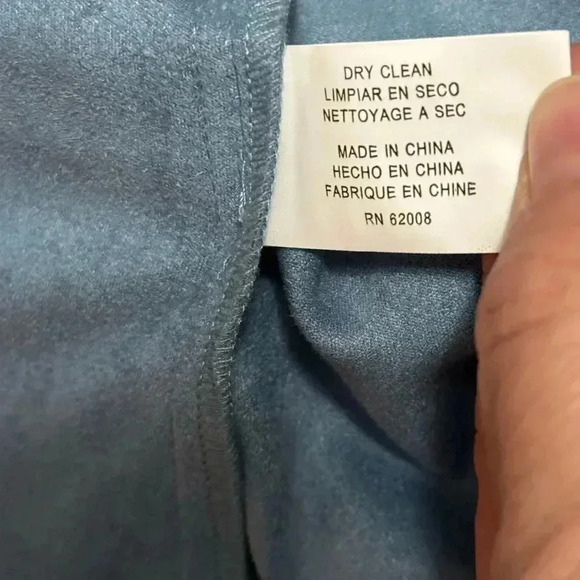 DRY CLEAN
LIMPIAR EN SECO
NETTOYAGE A SEC
MADE IN CHINA
HECHO EN CHINA
FABRIQUE EN CHINE
RN 62008